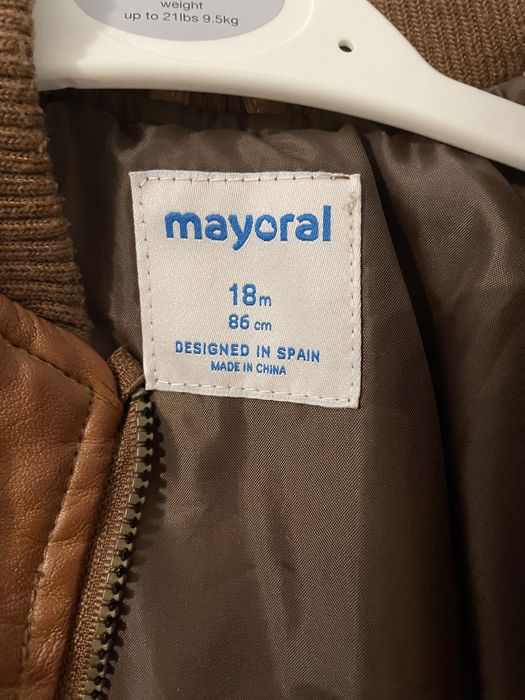 weight
up to 21lbs 9.5kg
mayoral
18m
86 cm
DESIGNED IN SPAIN
MADE IN CHINA